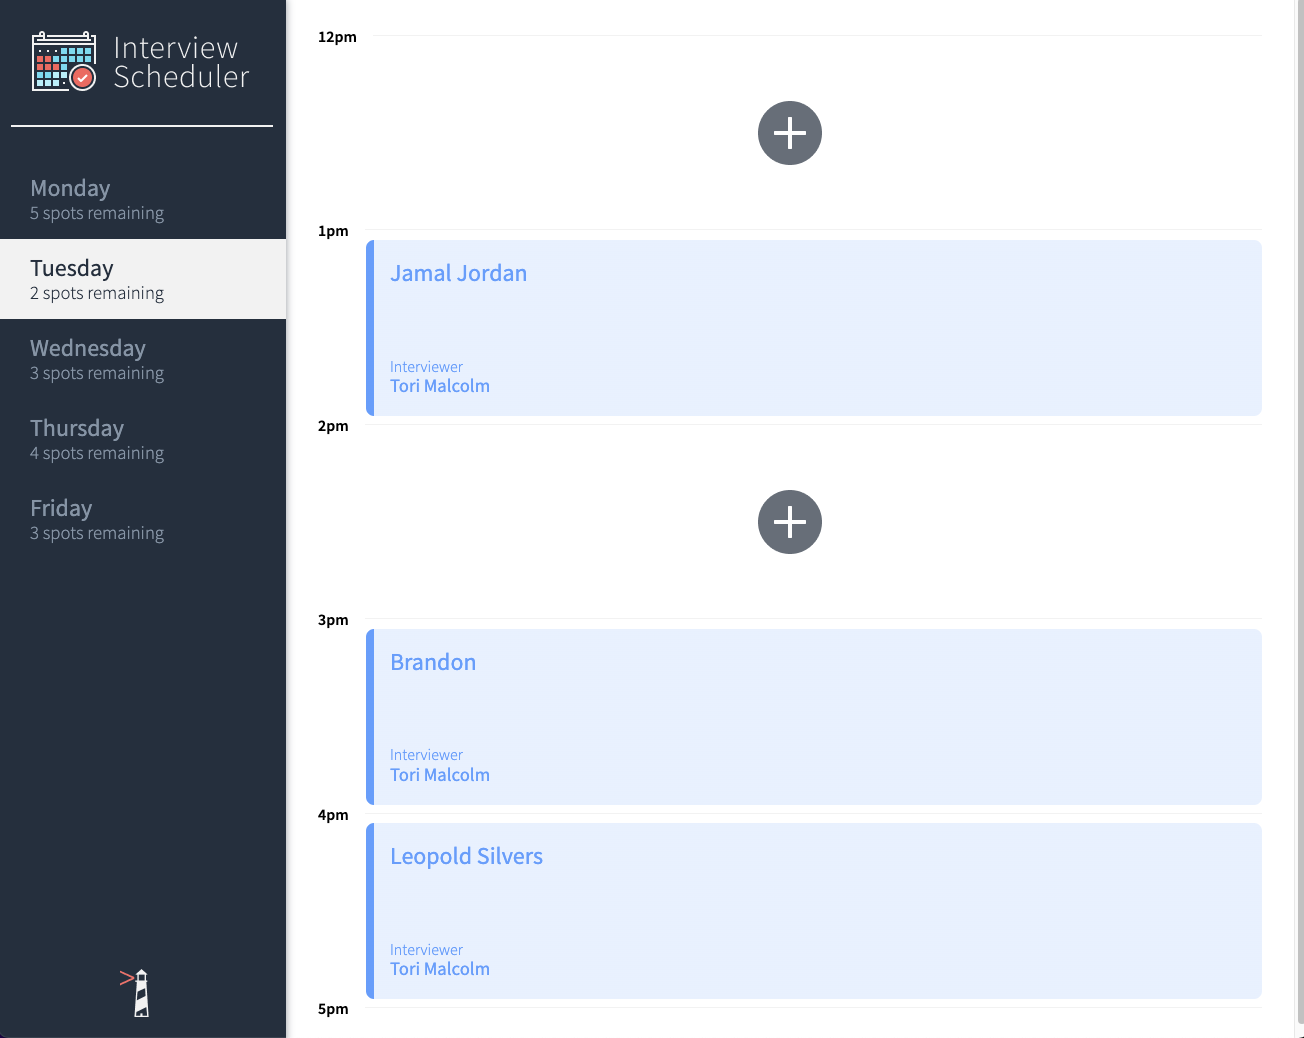 Interview
Scheduler
Monday
5 spots remaining
Tuesday
2 spots remaining
Wednesday
3 spots remaining
Thursday
4 spots remaining
Friday
3 spots remaining
12pm
1pm
Jamal Jordan
Interviewer
Tori Malcolm
2pm
3pm
Brandon
Interviewer
Tori Malcolm
4pm
Leopold Silvers
Interviewer
Tori Malcolm
5pm